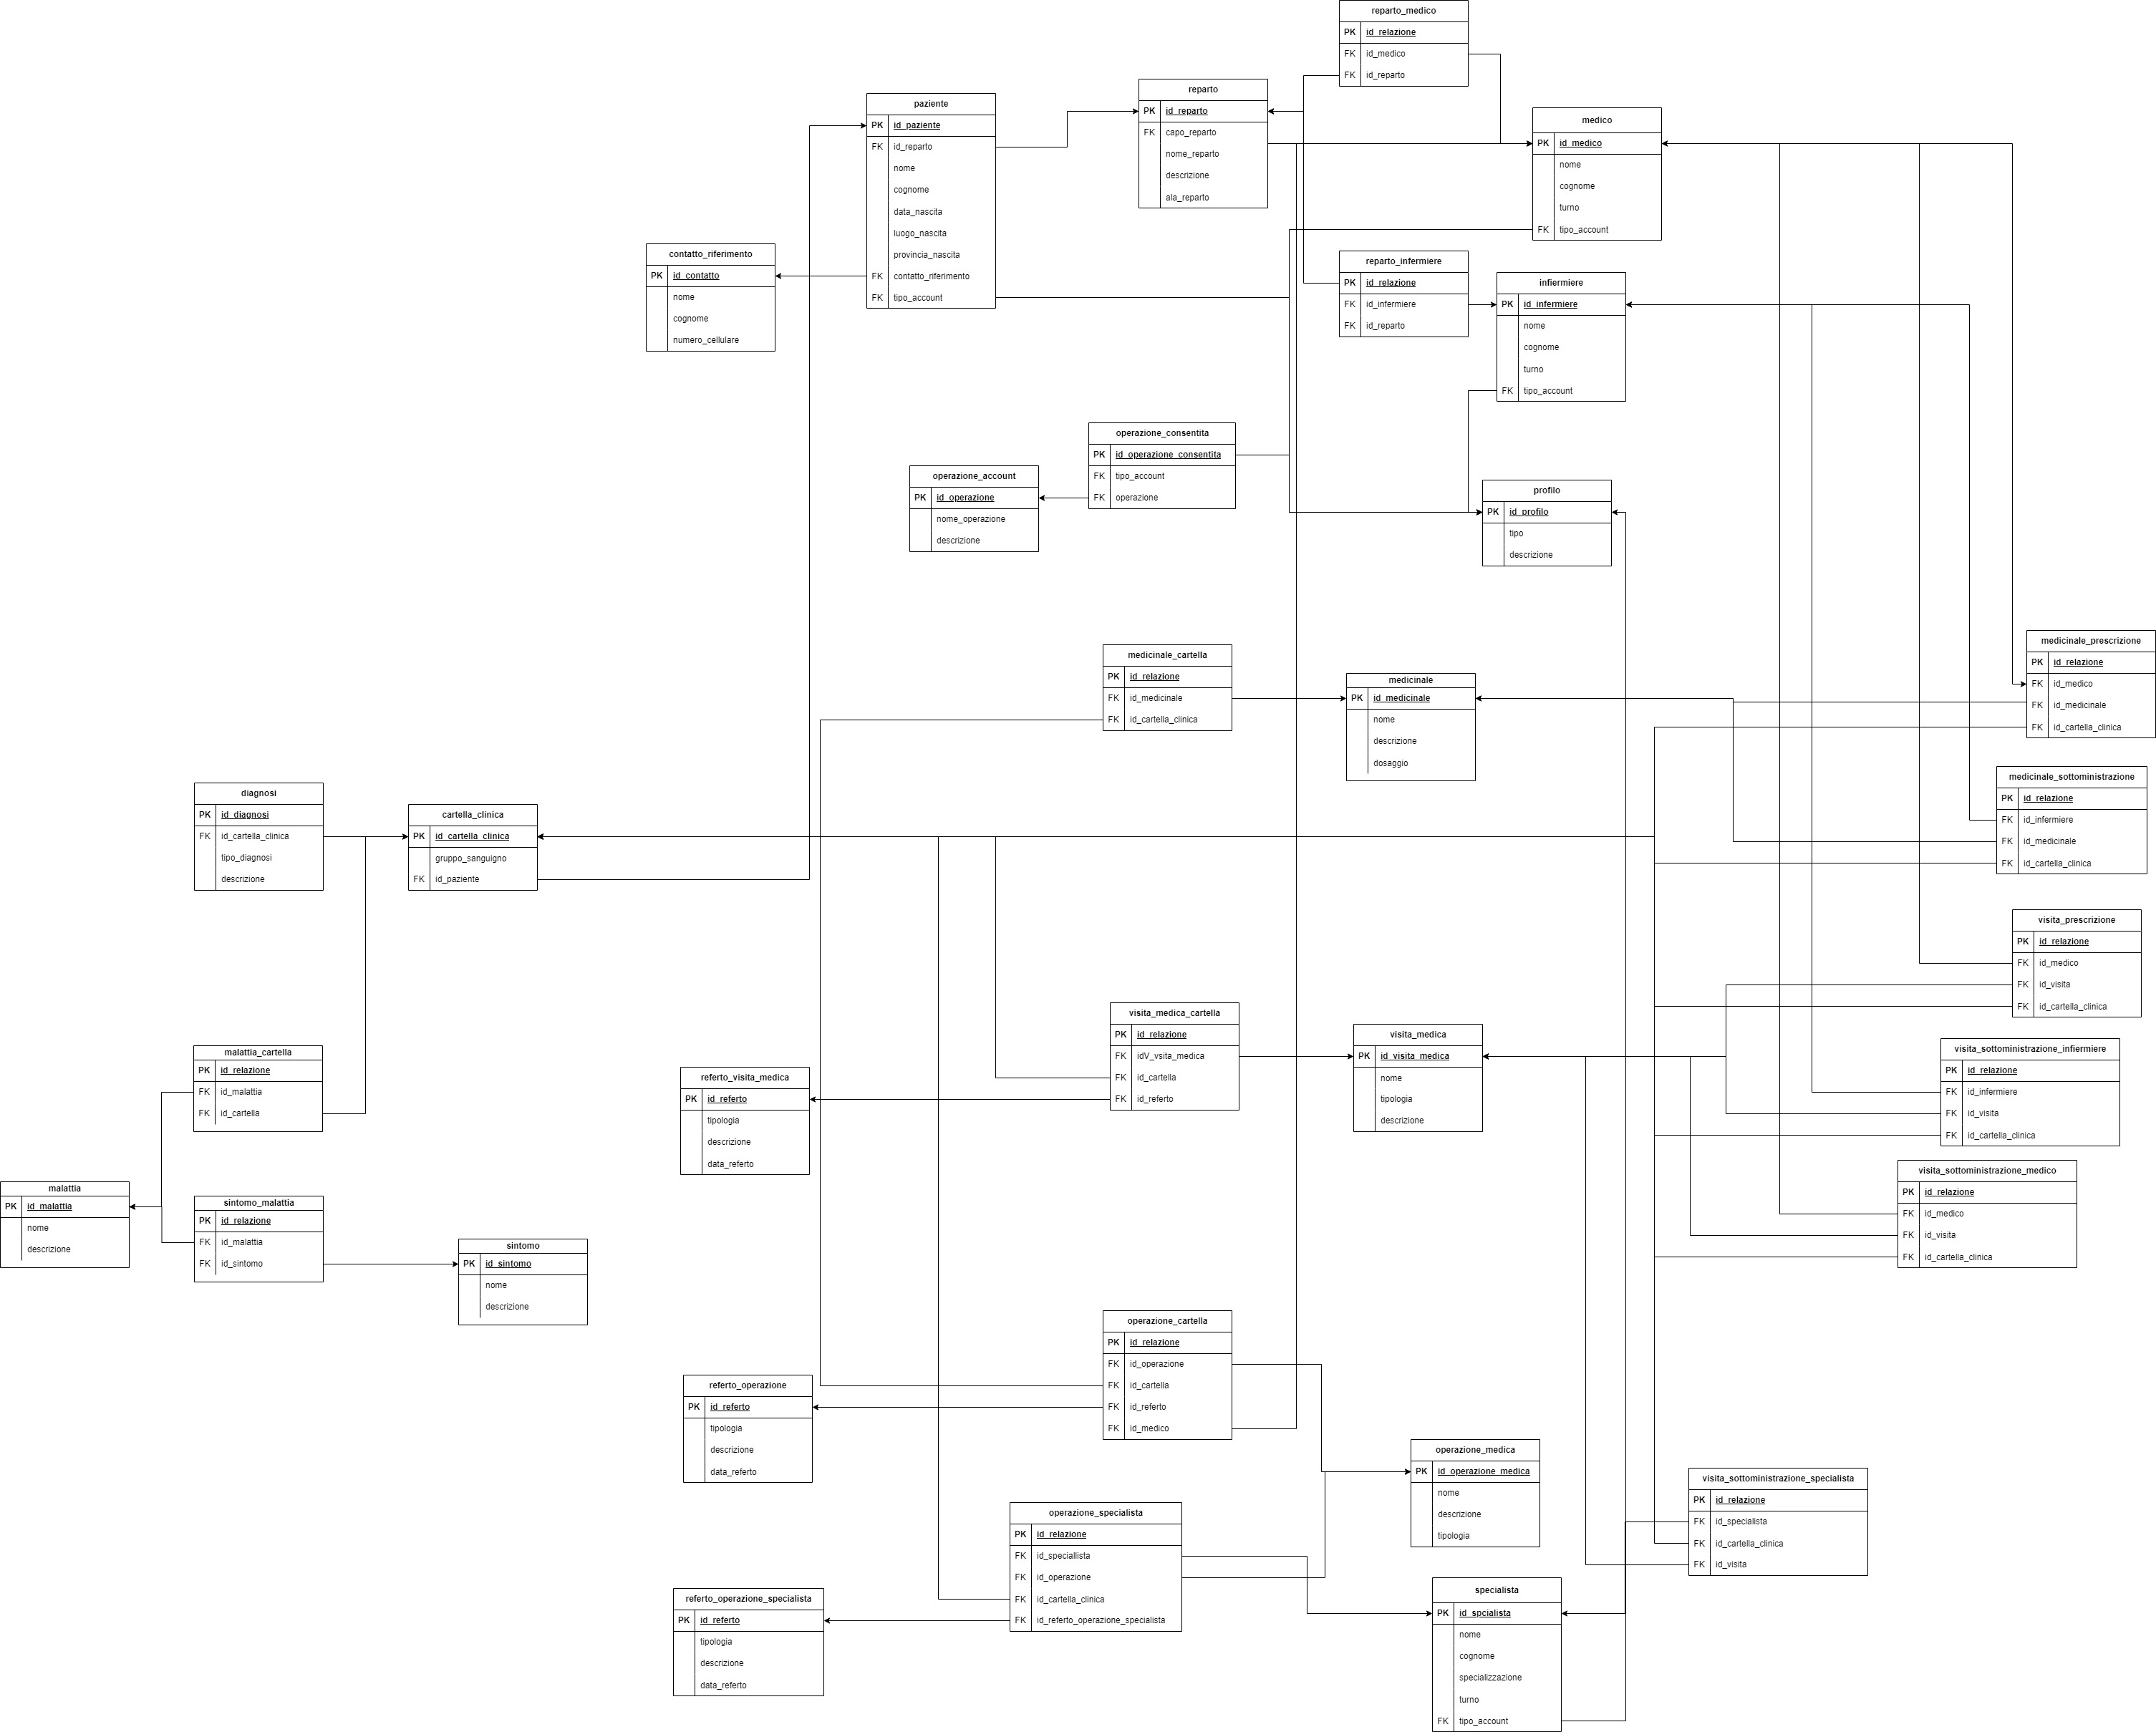 reparto_medico
PK id_relazione
FK id_medico
FK id_reparto
reparto
PK id_reparto
FK capo_reparto
nome_reparto
descrizione
ala_reparto
paziente
PK id_paziente
FK id_reparto
nome
cognome
data_nascita
luogo_nascita
provincia_nascita
FK contatto_riferimento
FK tipo_account
medico
PK id_medico
nome
cognome
turno
FK tipo_account
contatto_riferimento
PK id_contatto
nome
cognome
numero_cellulare
reparto_infermiere
PK id_relazione
FK id_infermiere
FK id_reparto
infiermiere
PK id_infermiere
nome
cognome
turno
FK tipo_account
operazione_consentita
PK id_operazione_consentita
FK tipo_account
FK operazione
operazione_account
PK id_operazione
nome_operazione
descrizione
profilo
PK id_profilo
tipo
descrizione
medicinale_prescrizione
PK id_relazione
FK id_medico
FK id_medicinale
FK id_cartella_clinica
medicinale_cartella
PK id_relazione
FK id_medicinale
FK id_cartella_clinica
medicinale
PK id_medicinale
nome
descrizione
dosaggio
medicinale_sottoministrazione
PK id_relazione
FK id_infermiere
FK id_medicinale
FK id_cartella_clinica
diagnosi
PK id_diagnosi
FK id_cartella_clinica
tipo_diagnosi
descrizione
cartella_clinica
PK id_cartella_clinica
gruppo_sanguigno
FK id_paziente
visita_prescrizione
PK id_relazione
FK id_medico
FK id_visita
FK id_cartella_clinica
visita_medica_cartella
PK id_relazione
FK idV_vsita_medica
FK id_cartella
FK id_referto
visita_medica
PK id_visita_medica
nome
tipologia
descrizione
visita_sottoministrazione_infiermiere
PK id_relazione
FK id_infermiere
FK id_visita
FK id_cartella_clinica
malattia_cartella
PK id_relazione
FK id_malattia
FK id_cartella
referto_visita_medica
PK id_referto
tipologia
descrizione
data_referto
visita_sottoministrazione_medico
PK id_relazione
FK id_medico
FK id_visita
FK id_cartella_clinica
malattia
PK id_malattia
nome
descrizione
sintomo_malattia
PK id_relazione
FK id_malattia
FK id_sintomo
sintomo
PK id_sintomo
nome
descrizione
operazione_cartella
PK id_relazione
FK id_operazione
FK id_cartella
FK id_referto
FK id_medico
referto_operazione
PK id_referto
tipologia
descrizione
data_referto
operazione_medica
PK id_operazione_medica
nome
descrizione
tipologia
visita_sottoministrazione_specialista
PK id_relazione
FK id_specialista
FK id_cartella_clinica
FK id_visita
operazione_specialista
PK id_relazione
FK id_speciallista
FK id_operazione
FK id_cartella_clinica
FK id_referto_operazione_specialista
referto_operazione_specialista
PK id_referto
tipologia
descrizione
data_referto
specialista
PK id_spcialista
nome
cognome
specializzazione
turno
FK tipo_account